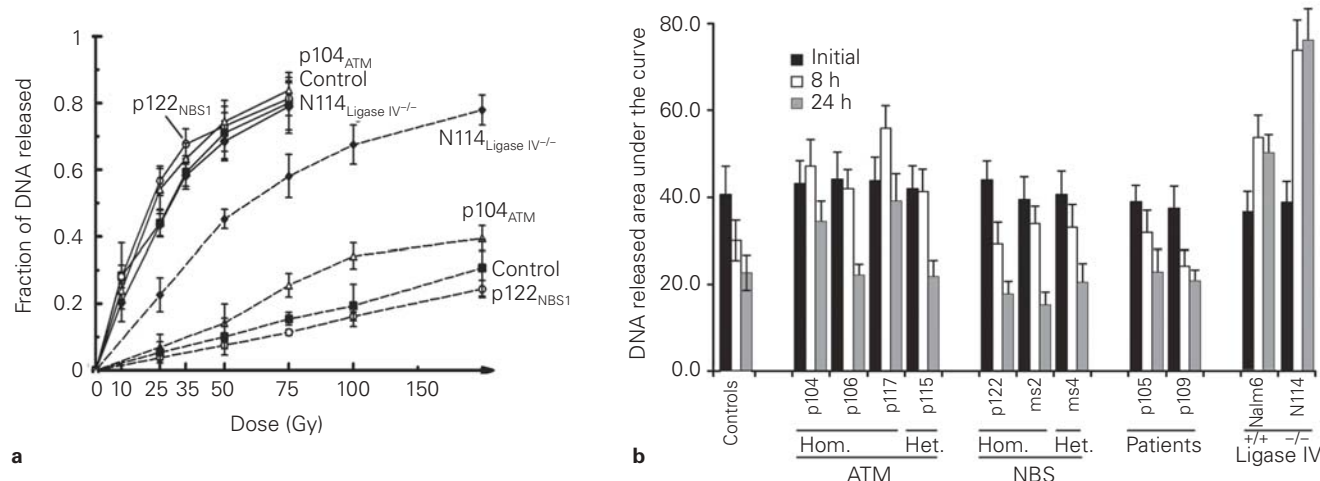 1
0.8
0.6
0.4
0.2
0
Fraction of DNA released
0 10 25 35 50 75 100 150
Dose (Gy)
p122NBS1
p104ATM
Control
N114Ligase IV−/−
N114Ligase IV−/−
p104ATM
Control
p122NBS1
a
80.0
60.0
40.0
20.0
0.0
DNA released area under the curve
Initial
8 h
24 h
Controls p104 p106 p117 p115 p122 ms2 ms4 p105 p109 Nalm6 N114
Hom. Het. Hom. Het. Patients +/+ −/−
ATM NBS Ligase IV
b